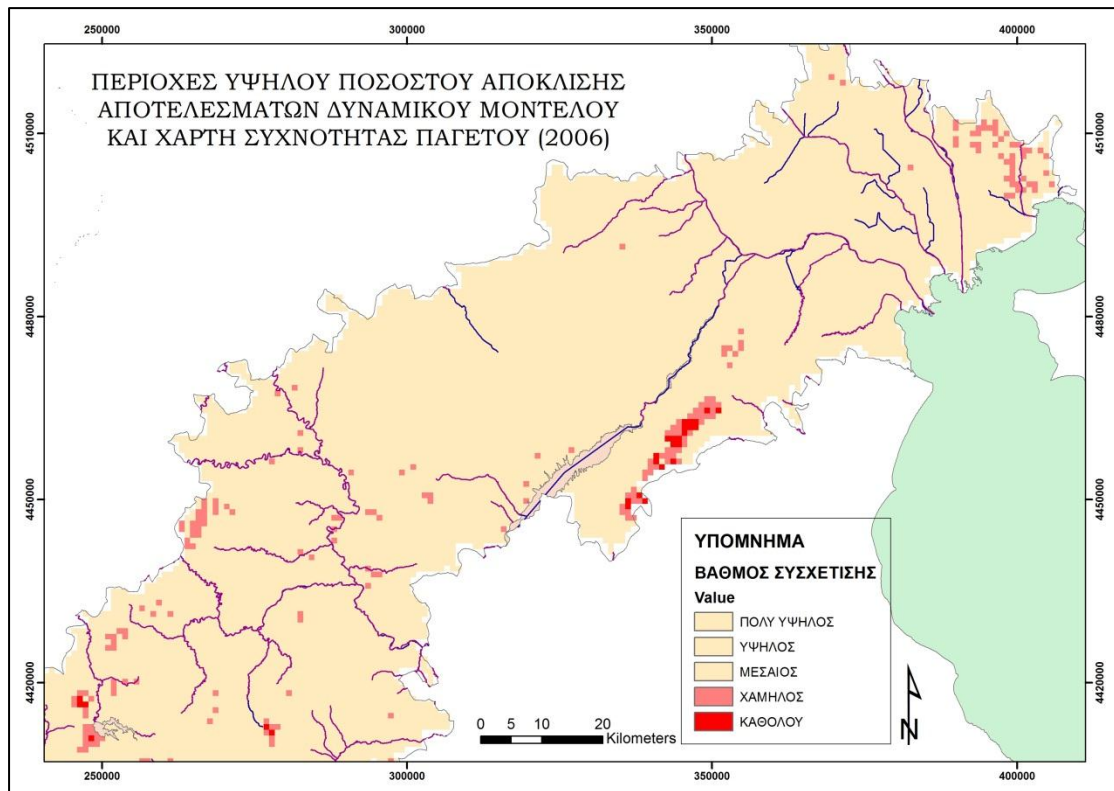 250000 300000 350000 400000
ΠΕΡΙΟΧΕΣ ΥΨΗΛΟΥ ΠΟΣΟΣΤΟΥ ΑΠΟΚΛΙΣΗΣ
ΑΠΟΤΕΛΕΣΜΑΤΩΝ ΔΥΝΑΜΙΚΟΥ ΜΟΝΤΕΛΟΥ
ΚΑΙ ΧΑΡΤΗ ΣΥΧΝΟΤΗΤΑΣ ΠΑΓΕΤΟΥ (2006)
4510000 4510000
4480000 4480000
4450000 4450000
ΥΠΟΜΝΗΜΑ
ΒΑΘΜΟΣ ΣΥΣΧΕΤΙΣΗΣ
Value
ΠΟΛΥ ΥΨΗΛΟΣ
ΥΨΗΛΟΣ
ΜΕΣΑΙΟΣ
ΧΑΜΗΛΟΣ
ΚΑΘΟΛΟΥ
4420000 4420000
N
0 5 10 20
Kilometers
250000 300000 350000 400000